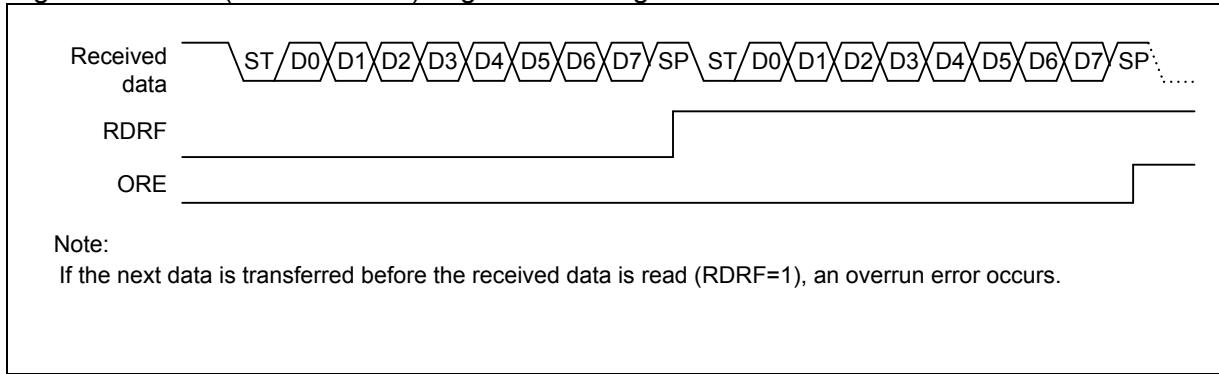 Received
data
ST D0 D1 D2 D3 D4 D5 D6 D7 SP ST D0 D1 D2 D3 D4 D5 D6 D7 SP
RDRF
ORE
Note:
If the next data is transferred before the received data is read (RDRF=1), an overrun error occurs.